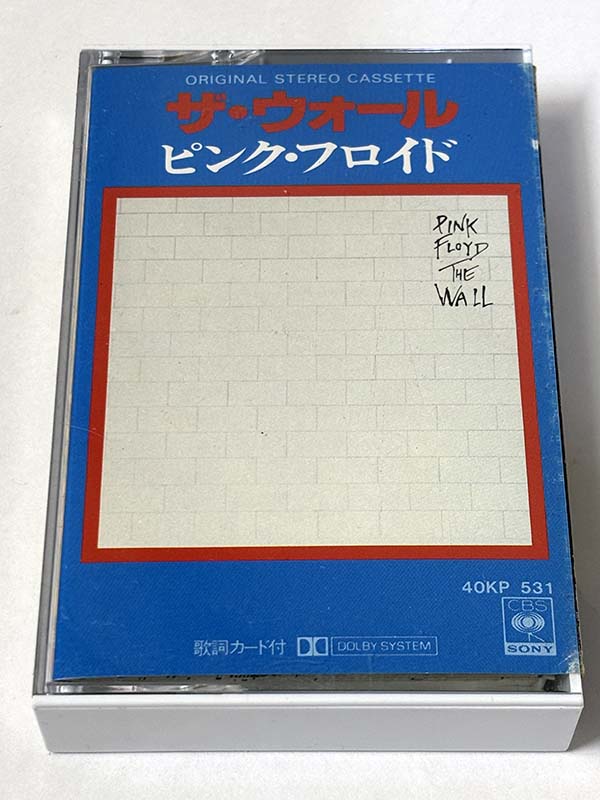 ORIGINAL STEREO CASSETTE
ザ・ウォール
ピンク・フロイド
PINK
FLOYD
THE
WALL
40KP 531
CBS
SONY
歌詞カード付
DOLBY SYSTEM